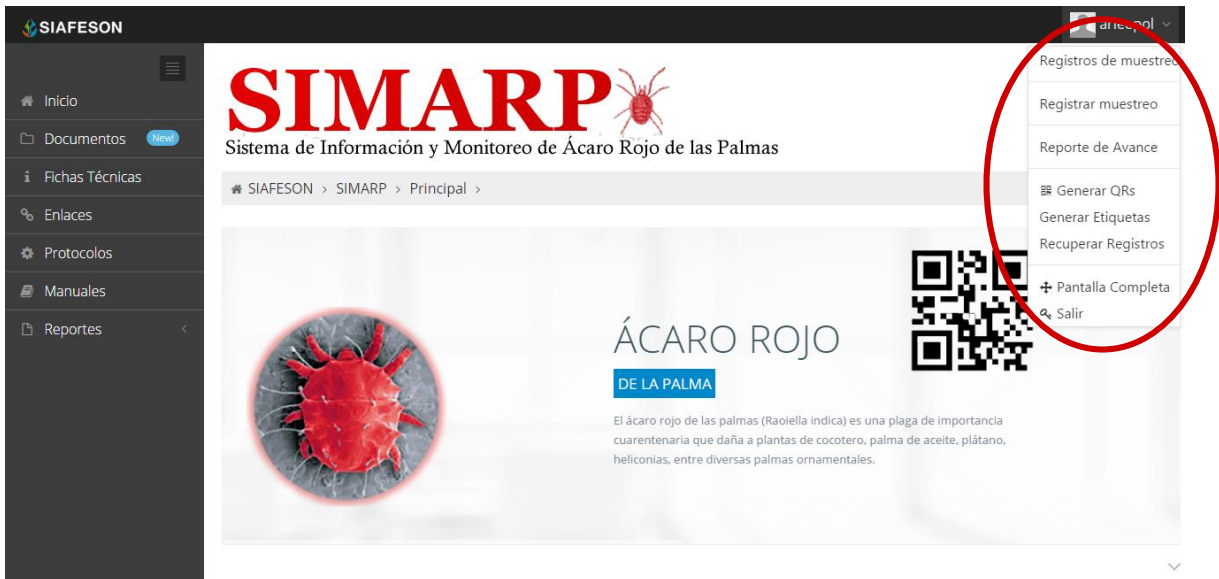 SIAFESON
arleopol
Inicio
Documentos New!
Fichas Técnicas
Enlaces
Protocolos
Manuales
Reportes
SIMARP
Sistema de Información y Monitoreo de Ácaro Rojo de las Palmas
SIAFESON > SIMARP > Principal >
Registros de muestreo
Registrar muestreo
Reporte de Avance
Generar QRs
Generar Etiquetas
Recuperar Registros
Pantalla Completa
Salir
ÁCARO ROJO
DE LA PALMA
El ácaro rojo de las palmas (Raoiella indica) es una plaga de importancia
cuarentenaria que daña a plantas de cocotero, palma de aceite, plátano,
heliconias, entre diversas palmas ornamentales.